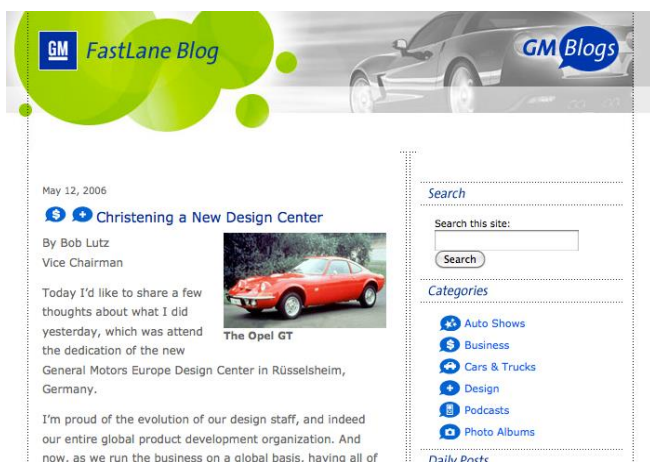 GM FastLane Blog
GM Blogs
May 12, 2006
$ + Christening a New Design Center
By Bob Lutz
Vice Chairman
The Opel GT
Today I'd like to share a few
thoughts about what I did
yesterday, which was attend
the dedication of the new
General Motors Europe Design Center in Rüsselsheim,
Germany.
I'm proud of the evolution of our design staff, and indeed
our entire global product development organization. And
now, as we run the business on a global basis, having all of
Search
Search this site:
Search
Categories
Auto Shows
$ Business
Cars & Trucks
+ Design
Podcasts
Photo Albums
Daily Posts